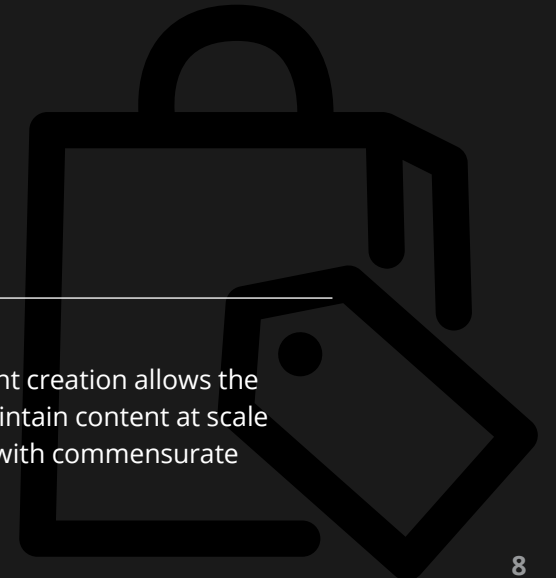 nt creation allows the
intain content at scale
with commensurate
8